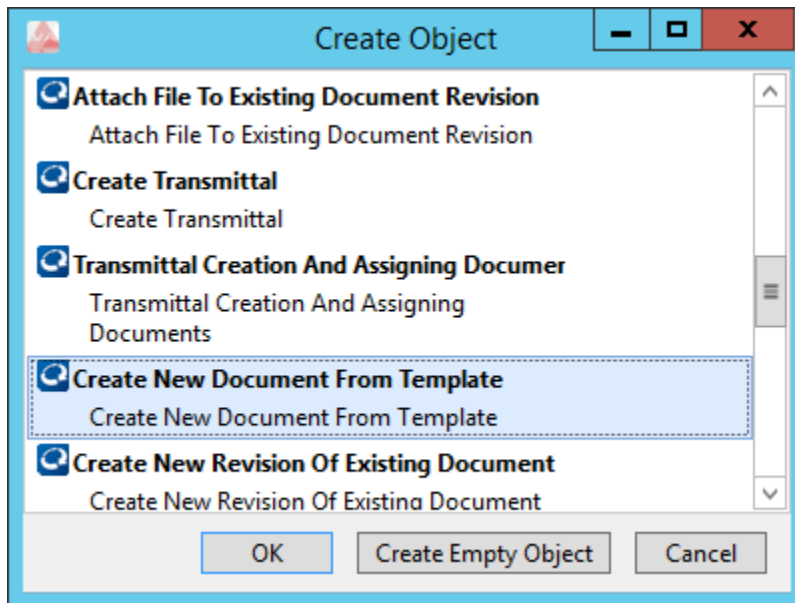 Create Object
Attach File To Existing Document Revision
Attach File To Existing Document Revision
Create Transmittal
Create Transmittal
Transmittal Creation And Assigning Documer
Transmittal Creation And Assigning
Documents
Create New Document From Template
Create New Document From Template
Create New Revision Of Existing Document
Create New Revision Of Existing Document
OK Create Empty Object Cancel